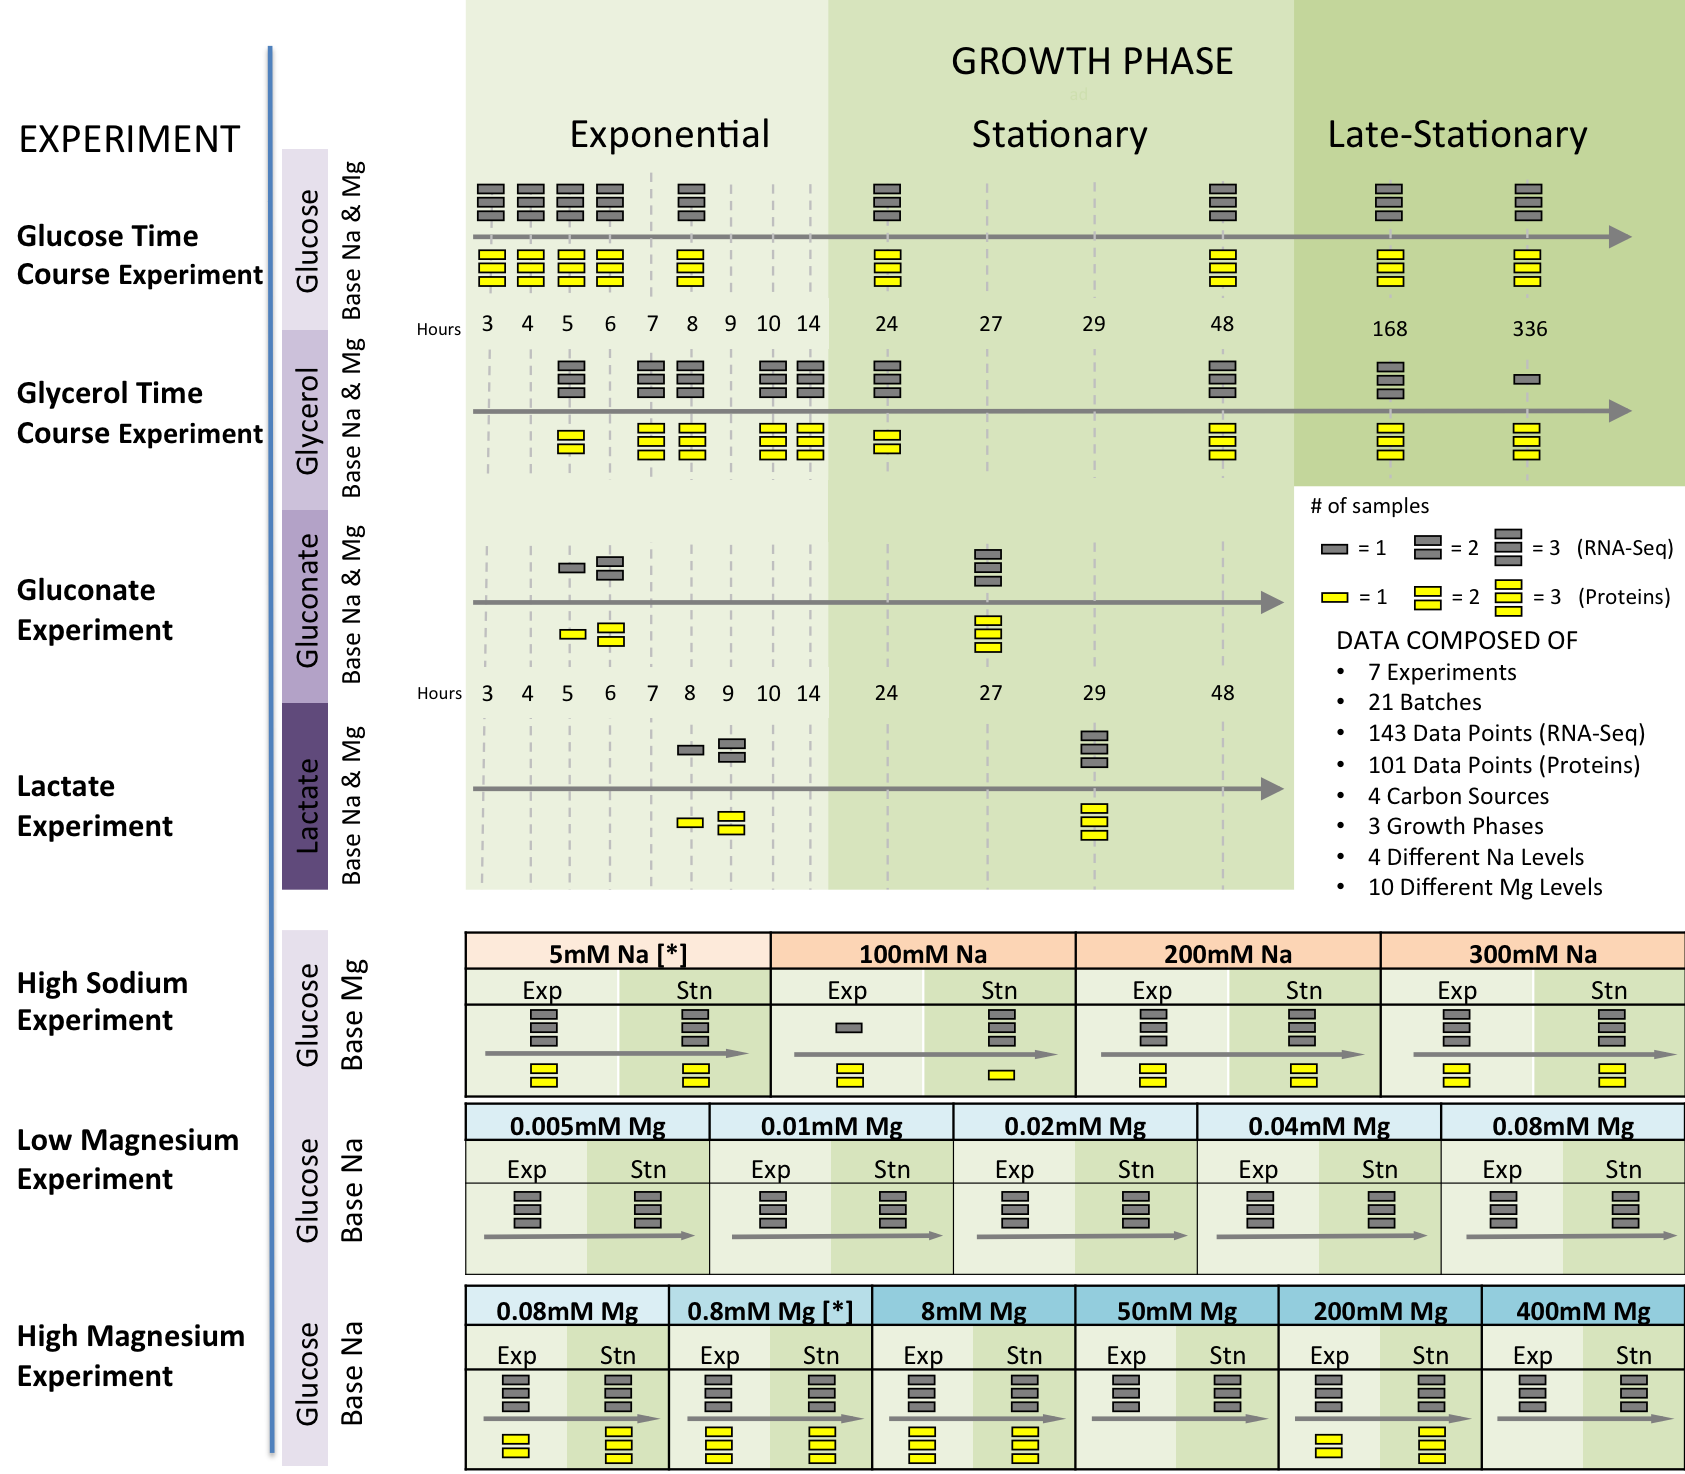 GROWTH PHASE
ad
EXPERIMENT
Exponential
Stationary
Late-Stationary
Glucose Time
Course Experiment
Glucose
Base Na & Mg
Hours 3 4 5 6 7 8 9 10 14 24 27 29 48 168 336
Glycerol Time
Course Experiment
Glycerol
Base Na & Mg
Gluconate
Experiment
Gluconate
Base Na & Mg
Hours 3 4 5 6 7 8 9 10 14 24 27 29 48
Lactate
Experiment
Lactate
Base Na & Mg
# of samples
= 1 = 2 = 3 (RNA-Seq)
= 1 = 2 = 3 (Proteins)
DATA COMPOSED OF
• 7 Experiments
• 21 Batches
• 143 Data Points (RNA-Seq)
• 101 Data Points (Proteins)
• 4 Carbon Sources
• 3 Growth Phases
• 4 Different Na Levels
• 10 Different Mg Levels
High Sodium
Experiment
Glucose
Base Mg
5mM Na [*] 100mM Na 200mM Na 300mM Na
Exp Stn Exp Stn Exp Stn Exp Stn
Low Magnesium
Experiment
Glucose
Base Na
0.005mM Mg 0.01mM Mg 0.02mM Mg 0.04mM Mg 0.08mM Mg
Exp Stn Exp Stn Exp Stn Exp Stn Exp Stn
High Magnesium
Experiment
Glucose
Base Na
0.08mM Mg 0.8mM Mg [*] 8mM Mg 50mM Mg 200mM Mg 400mM Mg
Exp Stn Exp Stn Exp Stn Exp Stn Exp Stn Exp Stn